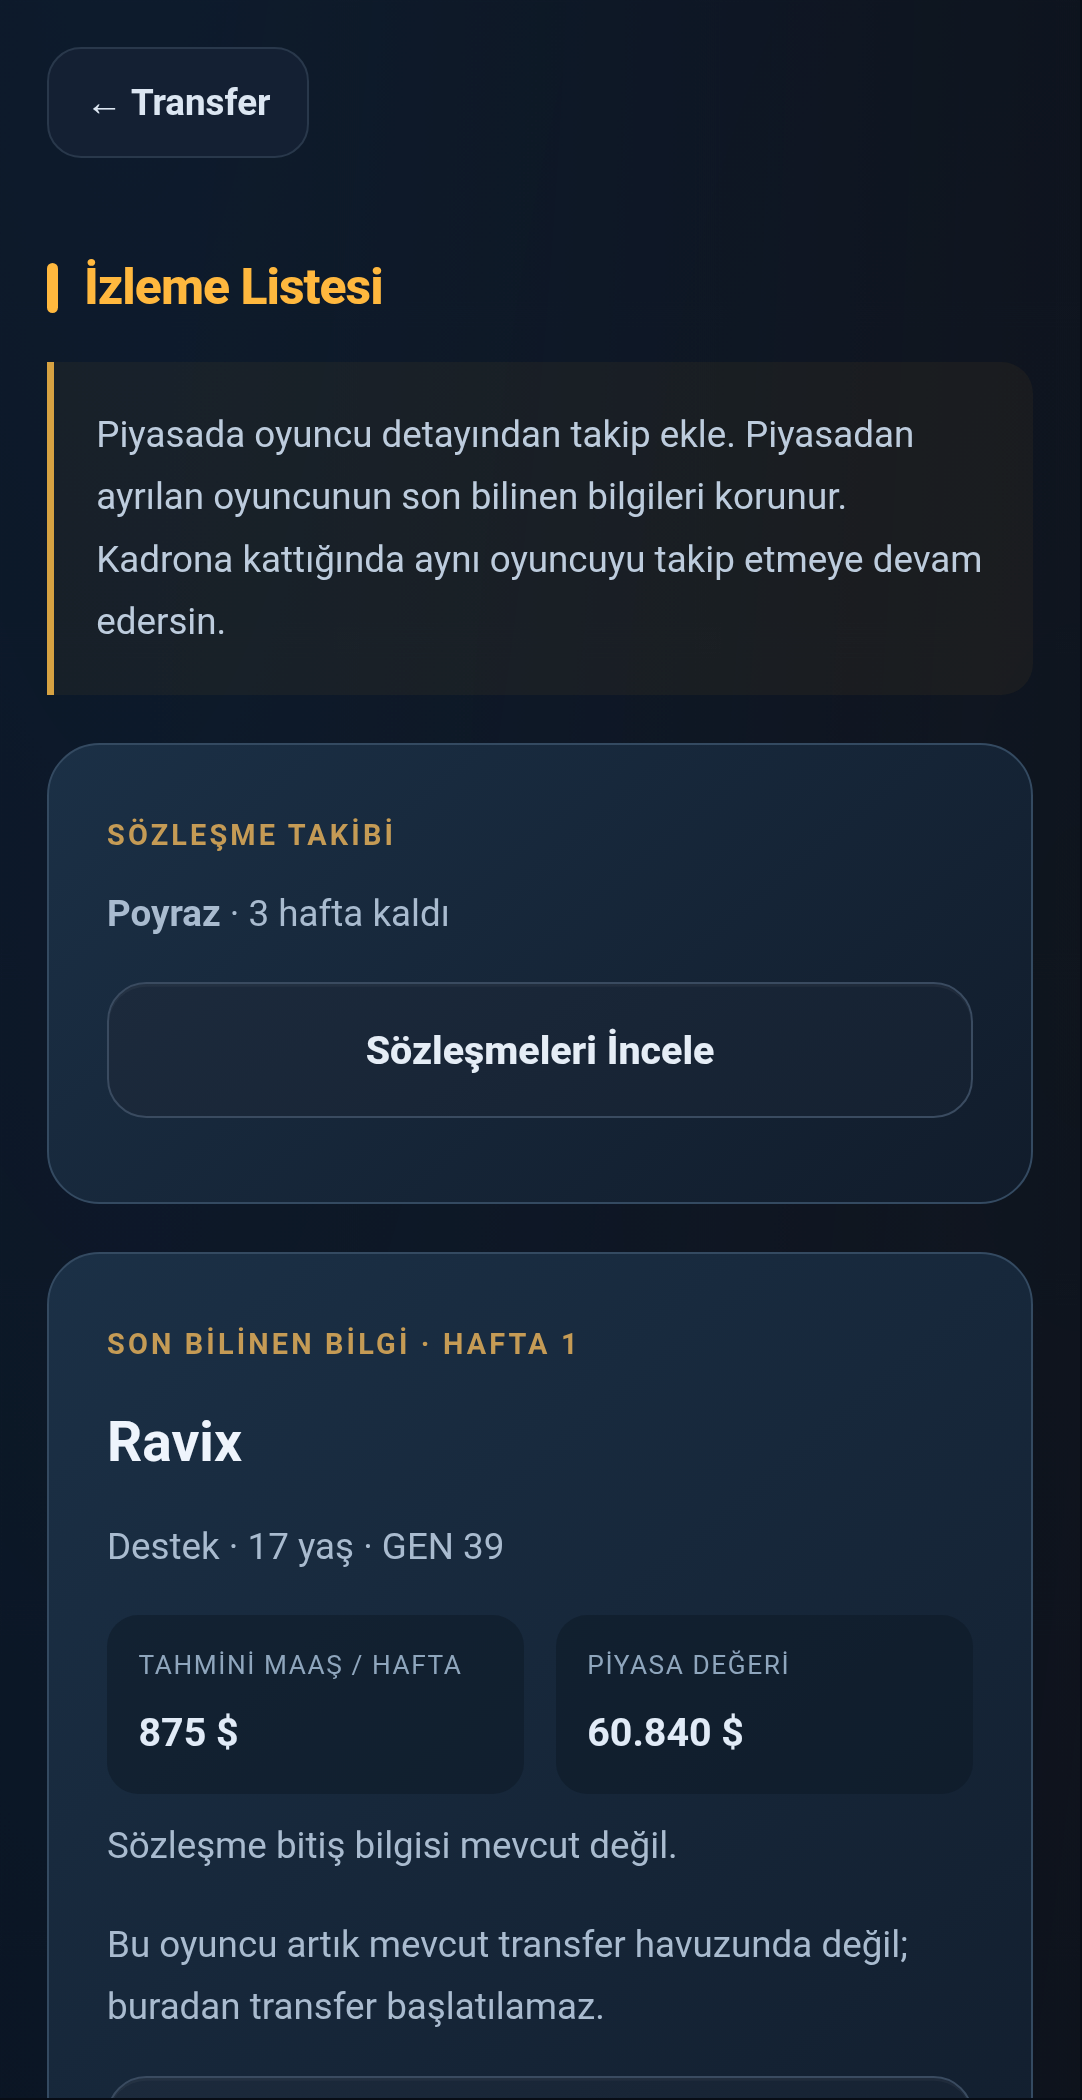 ← Transfer
İzleme Listesi
Piyasada oyuncu detayından takip ekle. Piyasadan
ayrılan oyuncunun son bilinen bilgileri korunur.
Kadrona kattığında aynı oyuncuyu takip etmeye devam
edersin.
SÖZLEŞME TAKİBİ
Poyraz · 3 hafta kaldı
Sözleşmeleri İncele
SON BİLİNEN BİLGİ · HAFTA 1
Ravix
Destek · 17 yaş · GEN 39
TAHMİNİ MAAŞ / HAFTA
875 $
PİYASA DEĞERİ
60.840 $
Sözleşme bitiş bilgisi mevcut değil.
Bu oyuncu artık mevcut transfer havuzunda değil;
buradan transfer başlatılamaz.